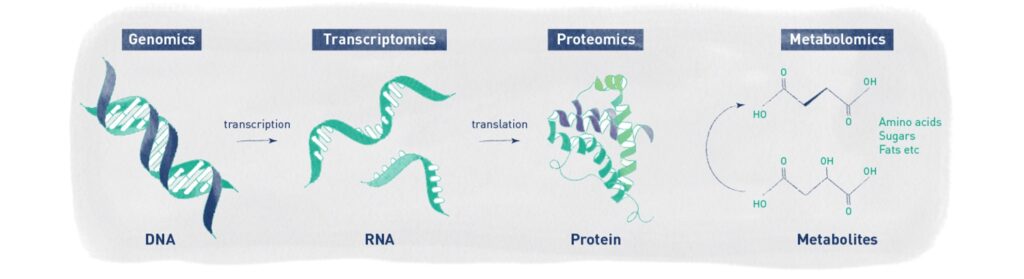 Genomics
Transcriptomics
Proteomics
Metabolomics
transcription
translation
O
OH
HO
O
Amino acids
Sugars
Fats etc
O
OH
OH
HO
O
DNA
RNA
Protein
Metabolites